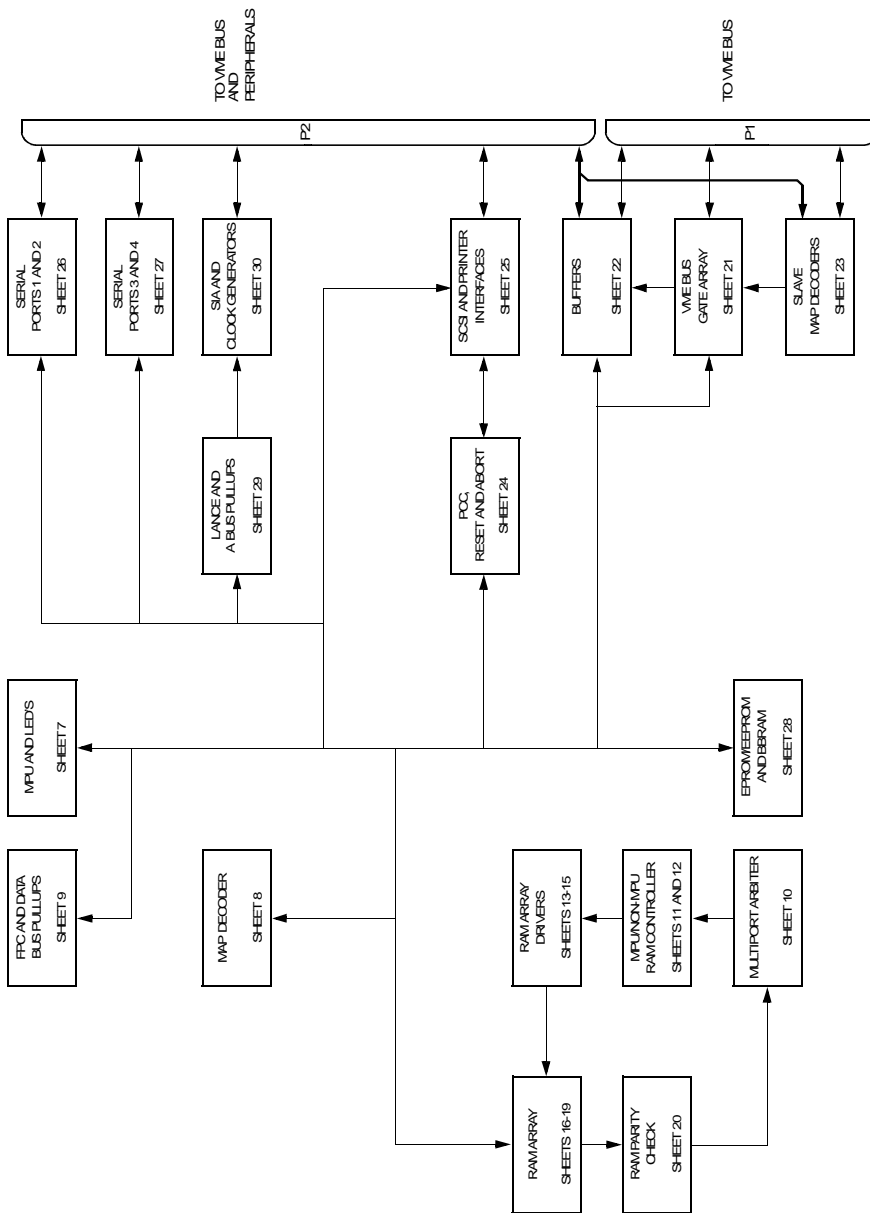 FPC AND DATA
BUS PULLUPS
SHEET 9
MPU AND LED'S
SHEET 7
SERIAL
PORTS 1 AND 2
SHEET 26
SERIAL
PORTS 3 AND 4
SHEET 27
MAP DECODER
SHEET 8
LANCE AND
A BUS PULLUPS
SHEET 29
SIA AND
CLOCK GENERATORS
SHEET 30
P2
TO VME BUS
AND
PERIPHERALS
RAM ARRAY
SHEETS 16-19
RAM ARRAY
DRIVERS
SHEETS 13-15
PCC,
RESET AND ABORT
SHEET 24
SCSI AND PRINTER
INTERFACES
SHEET 25
RAM PARITY
CHECK
SHEET 20
MPU/NON-MPU
RAM CONTROLLER
SHEETS 11 AND 12
BUFFERS
SHEET 22
MULTIPORT ARBITER
SHEET 10
EPROM/EEPROM
AND BBRAM
SHEET 28
VME BUS
GATE ARRAY
SHEET 21
P1
TO VME BUS
SLAVE
MAP DECODERS
SHEET 23